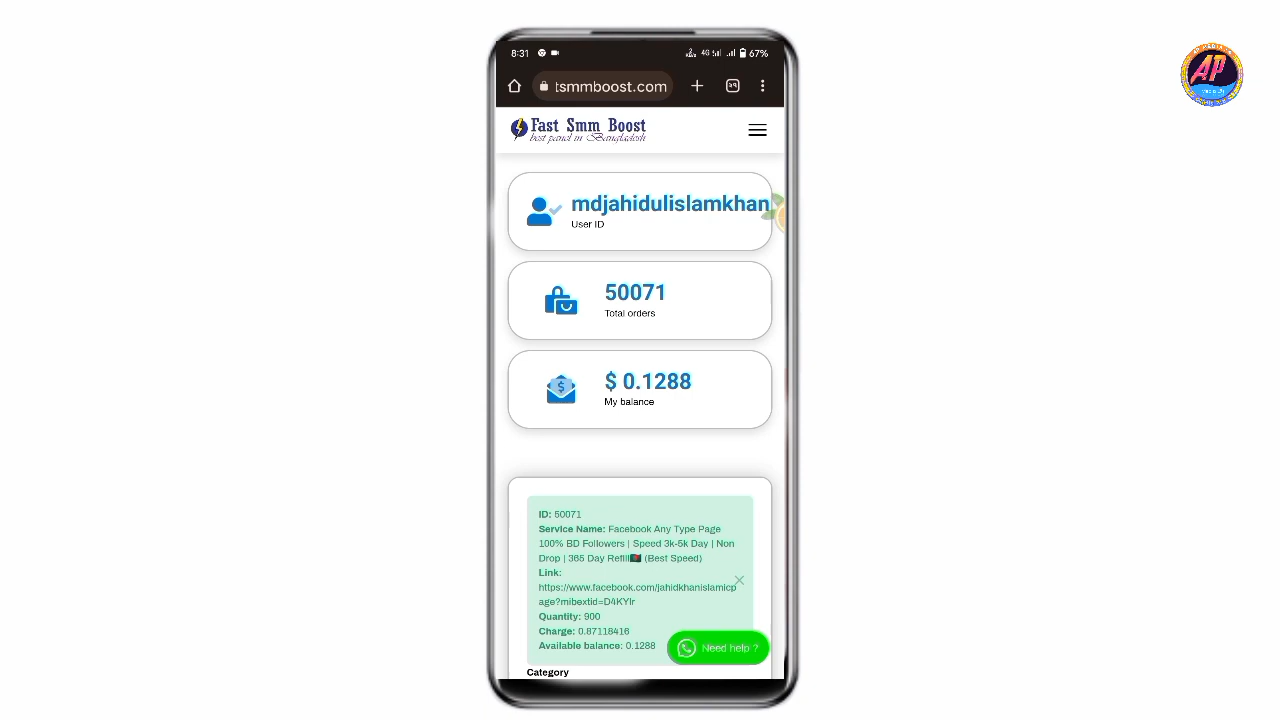 8:31
4G
67%
tsmmboost.com
Fast Smm Boost
best panel in Bangladesh
mdjahidulislamkhan
User ID
50071
Total orders
$ 0.1288
My balance
ID: 50071
Service Name: Facebook Any Type Page
100% BD Followers | Speed 3k-5k Day | Non
Drop | 365 Day Refill🇧🇩 (Best Speed)
Link:
https://www.facebook.com/jahidkhanislamicp
age?mibextid=D4KYlr
Quantity: 900
Charge: 0.87118416
Available balance: 0.1288
Need help ?
Category
AP